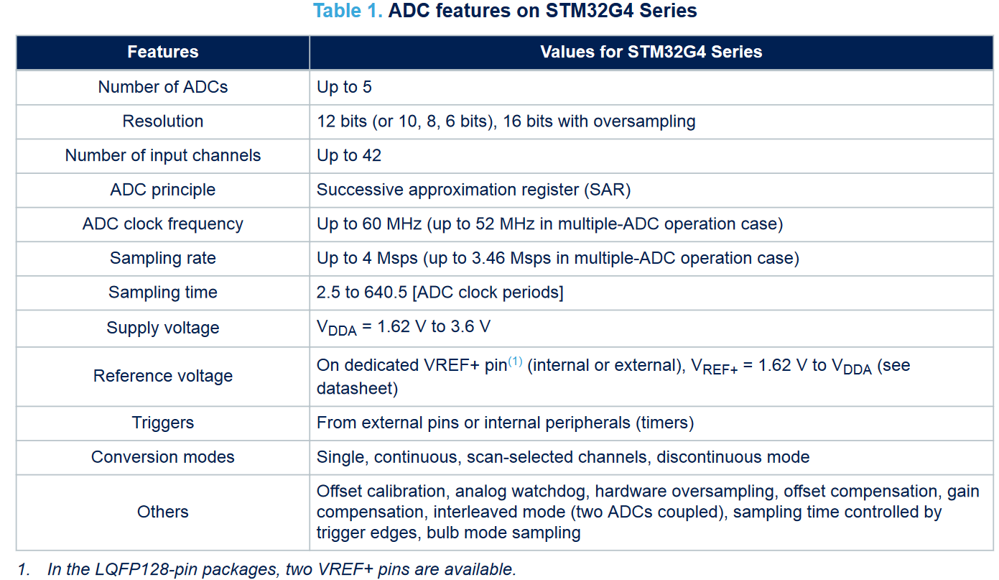 Table 1. ADC features on STM32G4 Series
Features
Values for STM32G4 Series
Number of ADCs
Up to 5
Resolution
12 bits (or 10, 8, 6 bits), 16 bits with oversampling
Number of input channels
Up to 42
ADC principle
Successive approximation register (SAR)
ADC clock frequency
Up to 60 MHz (up to 52 MHz in multiple-ADC operation case)
Sampling rate
Up to 4 Msps (up to 3.46 Msps in multiple-ADC operation case)
Sampling time
2.5 to 640.5 [ADC clock periods]
Supply voltage
VDDA = 1.62 V to 3.6 V
Reference voltage
On dedicated VREF+ pin(1) (internal or external), VREF+ = 1.62 V to VDDA (see
datasheet)
Triggers
From external pins or internal peripherals (timers)
Conversion modes
Single, continuous, scan-selected channels, discontinuous mode
Others
Offset calibration, analog watchdog, hardware oversampling, offset compensation, gain
compensation, interleaved mode (two ADCs coupled), sampling time controlled by
trigger edges, bulb mode sampling
1. In the LQFP128-pin packages, two VREF+ pins are available.